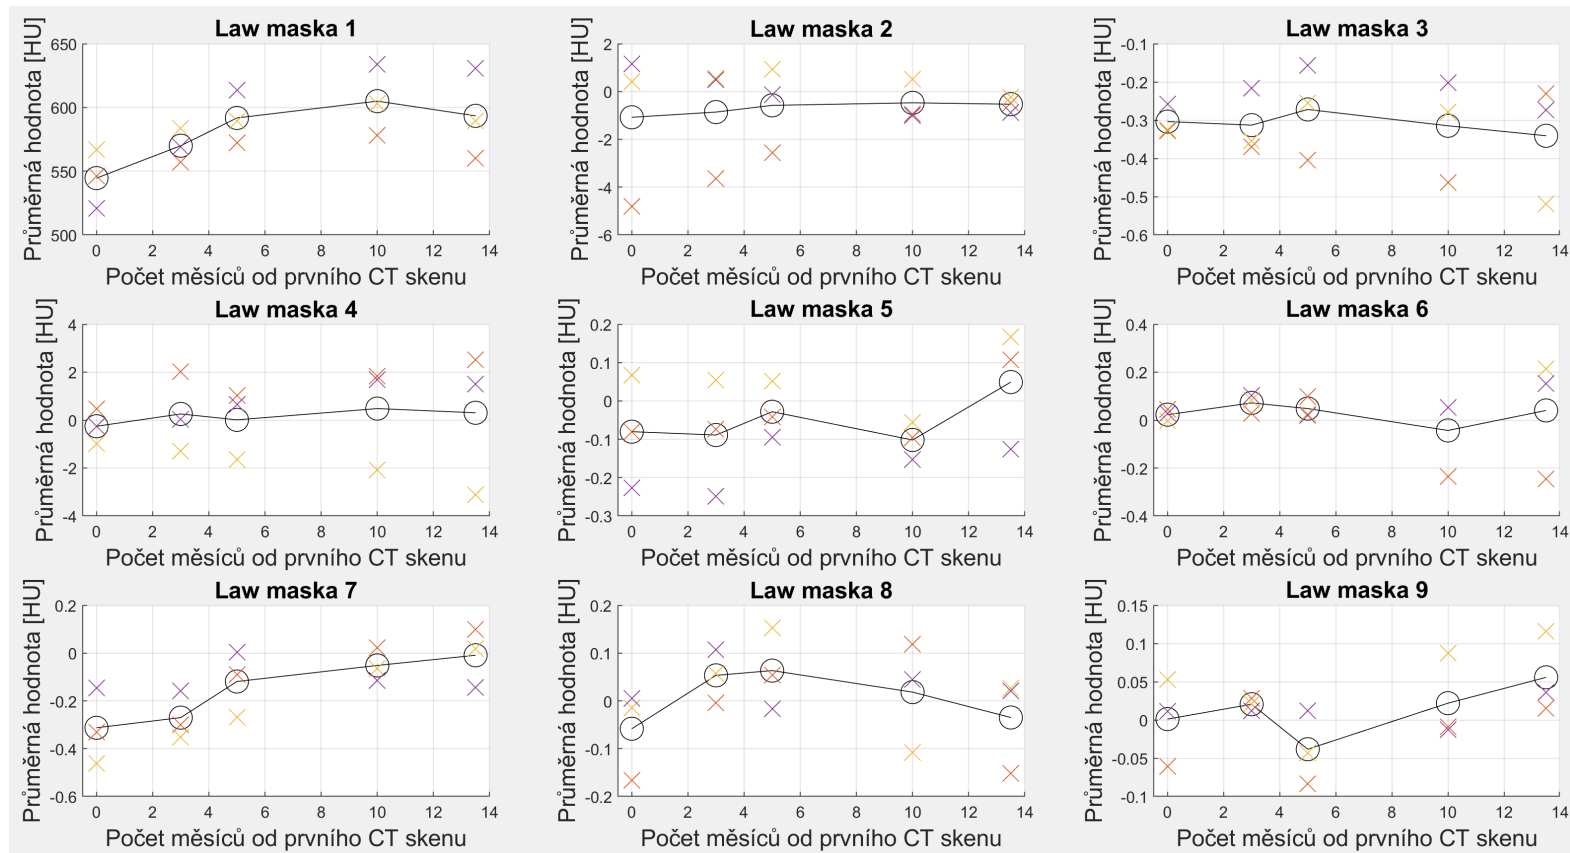 Law maska 1
Průměrná hodnota [HU]
650
600
550
500
0 2 4 6 8 10 12 14
Počet měsíců od prvního CT skenu
Law maska 2
Průměrná hodnota [HU]
2
0
-2
-4
-6
0 2 4 6 8 10 12 14
Počet měsíců od prvního CT skenu
Law maska 3
Průměrná hodnota [HU]
-0.1
-0.2
-0.3
-0.4
-0.5
-0.6
0 2 4 6 8 10 12 14
Počet měsíců od prvního CT skenu
Law maska 4
Průměrná hodnota [HU]
4
2
0
-2
-4
0 2 4 6 8 10 12 14
Počet měsíců od prvního CT skenu
Law maska 5
Průměrná hodnota [HU]
0.2
0.1
0
-0.1
-0.2
-0.3
0 2 4 6 8 10 12 14
Počet měsíců od prvního CT skenu
Law maska 6
Průměrná hodnota [HU]
0.4
0.2
0
-0.2
-0.4
0 2 4 6 8 10 12 14
Počet měsíců od prvního CT skenu
Law maska 7
Průměrná hodnota [HU]
0.2
0
-0.2
-0.4
-0.6
0 2 4 6 8 10 12 14
Počet měsíců od prvního CT skenu
Law maska 8
Průměrná hodnota [HU]
0.2
0.1
0
-0.1
-0.2
0 2 4 6 8 10 12 14
Počet měsíců od prvního CT skenu
Law maska 9
Průměrná hodnota [HU]
0.15
0.1
0.05
0
-0.05
-0.1
0 2 4 6 8 10 12 14
Počet měsíců od prvního CT skenu